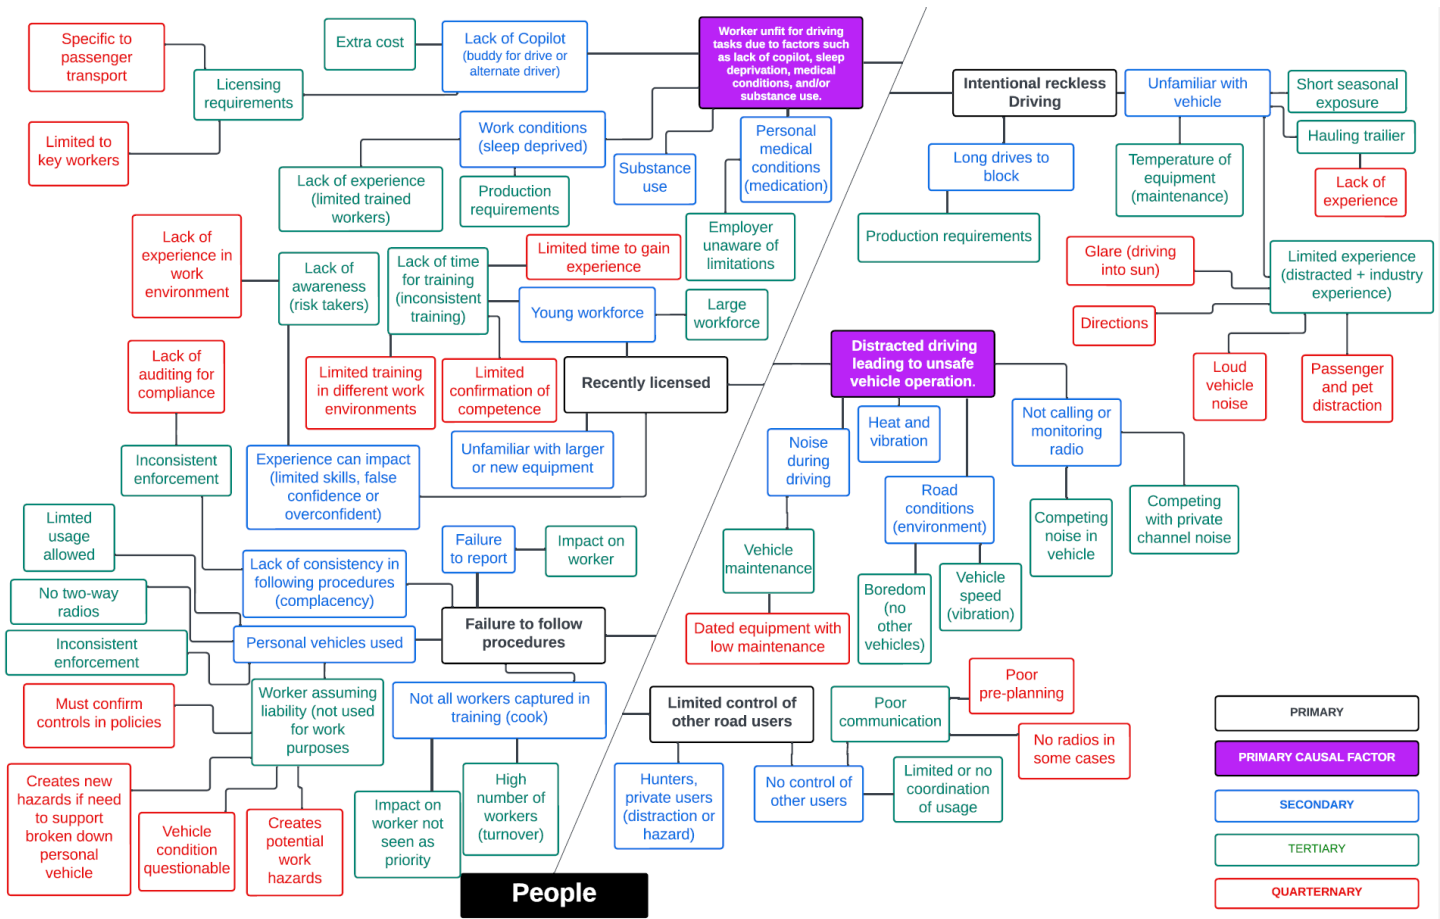 Specific to
passenger
transport
Extra cost
Lack of Copilot
(buddy for drive or
alternate driver)
Licensing
requirements
Limited to
key workers
Worker unfit for driving
tasks due to factors such
as lack of copilot, sleep
deprivation, medical
conditions, and/or
substance use.
Work conditions
(sleep deprived)
Substance
use
Personal
medical
conditions
(medication)
Lack of experience
(limited trained
workers)
Production
requirements
Employer
unaware of
limitations
Intentional reckless
Driving
Unfamiliar with
vehicle
Short seasonal
exposure
Hauling trailier
Lack of
experience
Long drives to
block
Temperature of
equipment
(maintenance)
Production requirements
Glare (driving
into sun)
Limited experience
(distracted + industry
experience)
Directions
Loud
vehicle
noise
Passenger
and pet
distraction
Lack of
experience in
work
environment
Lack of
awareness
(risk takers)
Lack of time
for training
(inconsistent
training)
Limited time to gain
experience
Young workforce
Large
workforce
Limited training
in different work
environments
Limited
confirmation of
competence
Recently licensed
Lack of
auditing for
compliance
Inconsistent
enforcement
Experience can impact
(limited skills, false
confidence or
overconfident)
Unfamiliar with larger
or new equipment
Distracted driving
leading to unsafe
vehicle operation.
Noise
during
driving
Heat and
vibration
Not calling or
monitoring
radio
Road
conditions
(environment)
Competing
noise in
vehicle
Competing
with private
channel noise
Vehicle
maintenance
Boredom
(no
other
vehicles)
Vehicle
speed
(vibration)
Dated equipment with
low maintenance
Limted
usage
allowed
No two-way
radios
Inconsistent
enforcement
Lack of consistency in
following procedures
(complacency)
Failure
to report
Impact on
worker
Personal vehicles used
Failure to follow
procedures
Must confirm
controls in policies
Worker assuming
liability (not used
for work
purposes
Not all workers captured in
training (cook)
Creates new
hazards if need
to support
broken down
personal
vehicle
Vehicle
condition
questionable
Creates
potential
work
hazards
Impact on
worker not
seen as
priority
High
number of
workers
(turnover)
Limited control of
other road users
Poor
communication
Poor
pre-planning
No radios in
some cases
Hunters,
private users
(distraction or
hazard)
No control of
other users
Limited or no
coordination
of usage
People
PRIMARY
PRIMARY CAUSAL FACTOR
SECONDARY
TERTIARY
QUARTERNARY